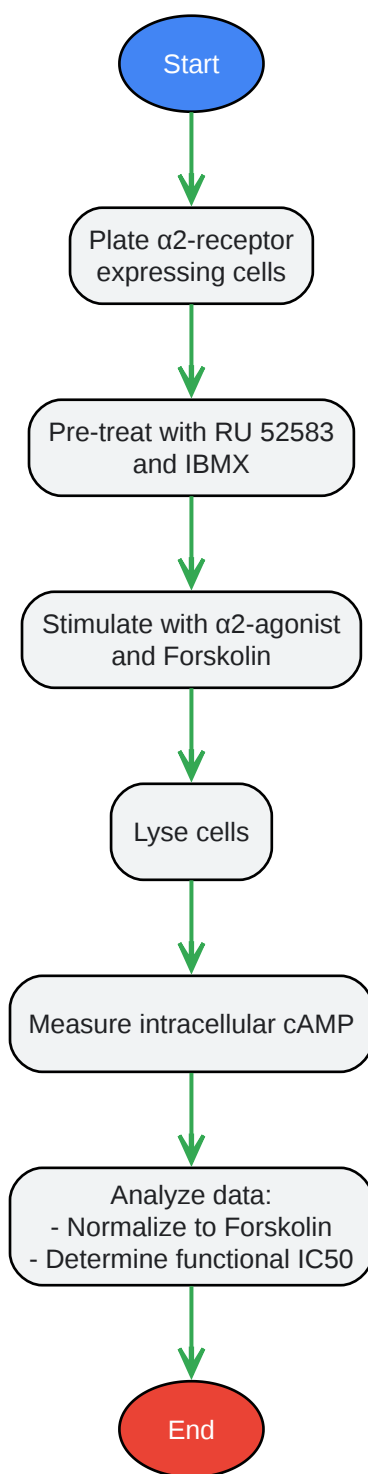 Start
Plate α2-receptor
expressing cells
Pre-treat with RU 52583
and IBMX
Stimulate with α2-agonist
and Forskolin
Lyse cells
Measure intracellular cAMP
Analyze data:
- Normalize to Forskolin
- Determine functional IC50
End